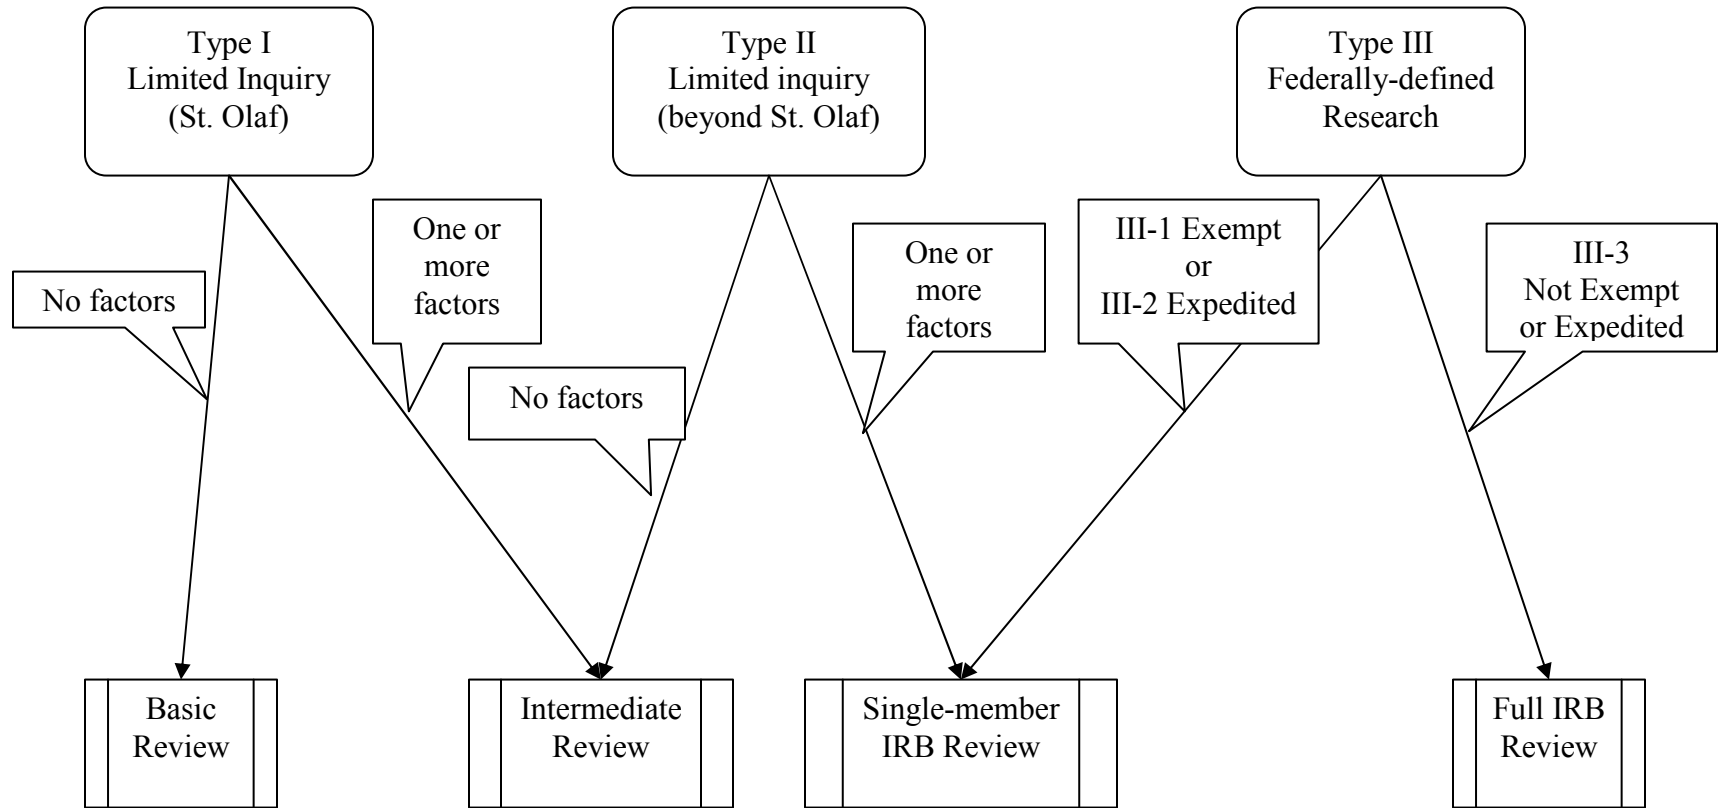 Type I
Limited Inquiry
(St. Olaf)
Type II
Limited inquiry
(beyond St. Olaf)
Type III
Federally-defined
Research
No factors
One or
more
factors
No factors
One or
more
factors
III-1 Exempt
or
III-2 Expedited
III-3
Not Exempt
or Expedited
Basic
Review
Intermediate
Review
Single-member
IRB Review
Full IRB
Review